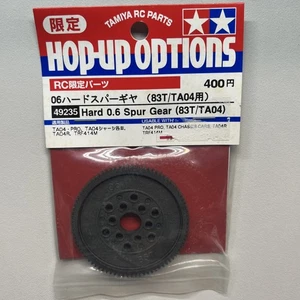 TAMIYA RC PARTS
限定
HOP-UP OPTIONS
RC限定パーツ
400円
06ハードスパーギヤ (83T/TA04用)
49235 Hard 0.6 Spur Gear (83T/TA04)
TA04-PRO, TA04シャーシ各車,
TA04R, TRF414M
USABLE WITH
TRF414M